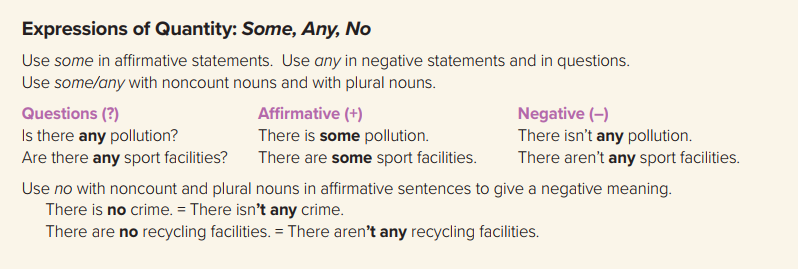 Expressions of Quantity: Some, Any, No
Use some in affirmative statements. Use any in negative statements and in questions.
Use some/any with noncount nouns and with plural nouns.
Questions (?) Affirmative (+) Negative (–)
Is there any pollution? There is some pollution. There isn't any pollution.
Are there any sport facilities? There are some sport facilities. There aren't any sport facilities.
Use no with noncount and plural nouns in affirmative sentences to give a negative meaning.
There is no crime. = There isn't any crime.
There are no recycling facilities. = There aren't any recycling facilities.